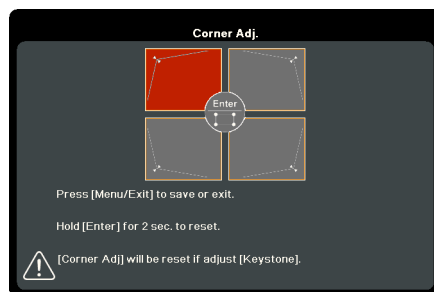 Corner Adj.
Enter
Press [Menu/Exit] to save or exit.
Hold [Enter] for 2 sec. to reset.
[Corner Adj] will be reset if adjust [Keystone].